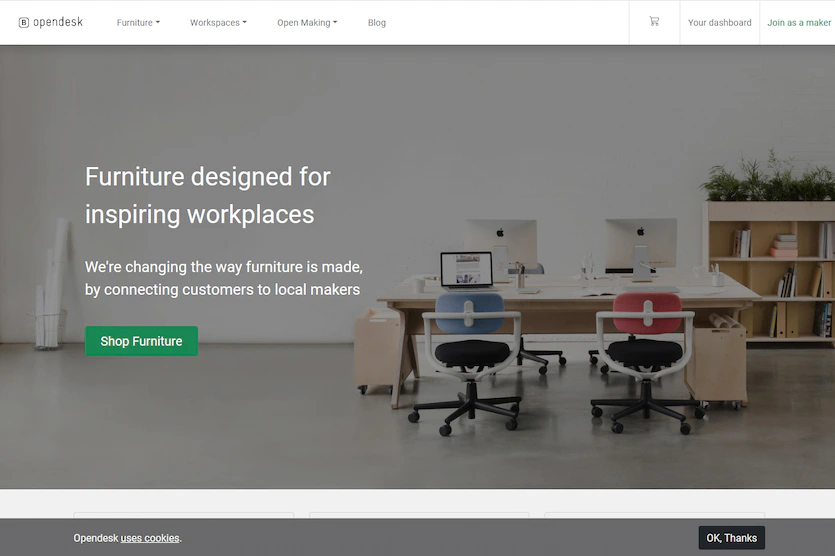 opendesk
Furniture
Workspaces
Open Making
Blog
Your dashboard
Join as a maker
Furniture designed for
inspiring workplaces
We're changing the way furniture is made,
by connecting customers to local makers
Shop Furniture
Opendesk uses cookies.
OK, Thanks